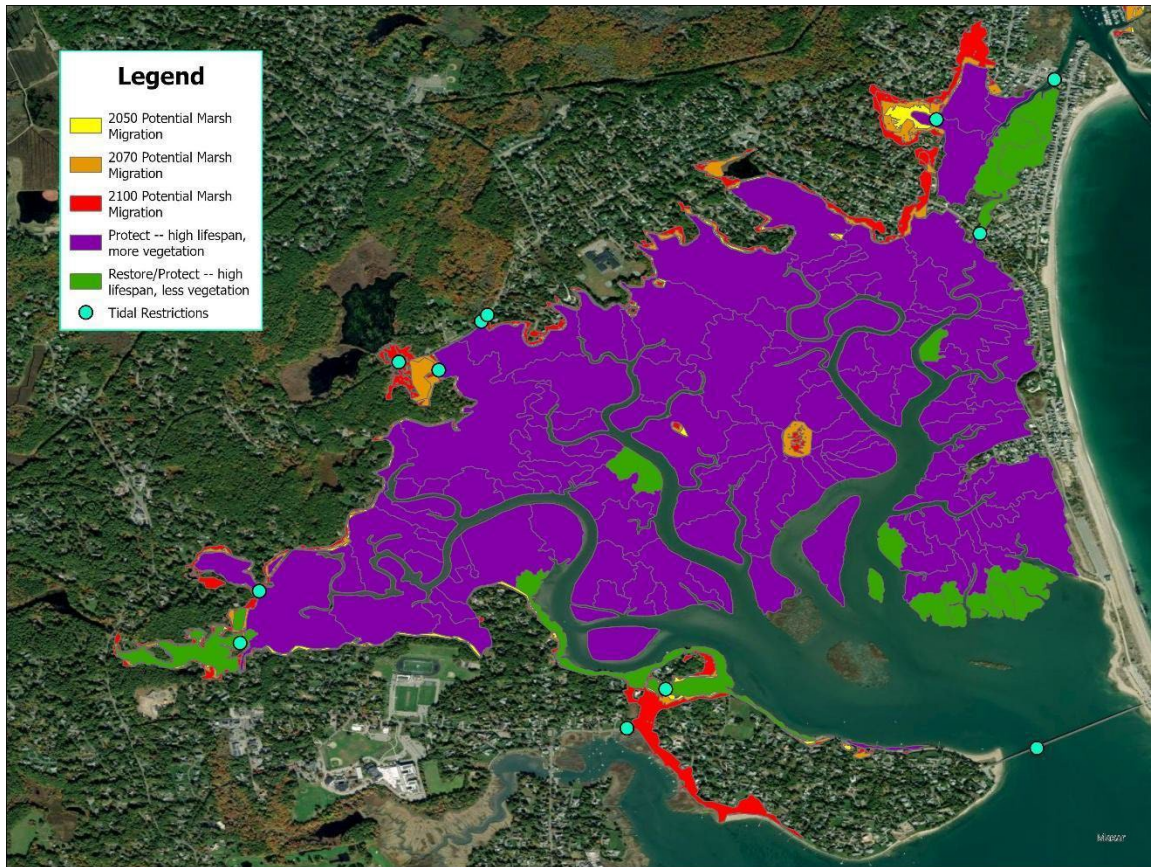 Legend
2050 Potential Marsh
Migration
2070 Potential Marsh
Migration
2100 Potential Marsh
Migration
Protect -- high lifespan,
more vegetation
Restore/Protect -- high
lifespan, less vegetation
Tidal Restrictions